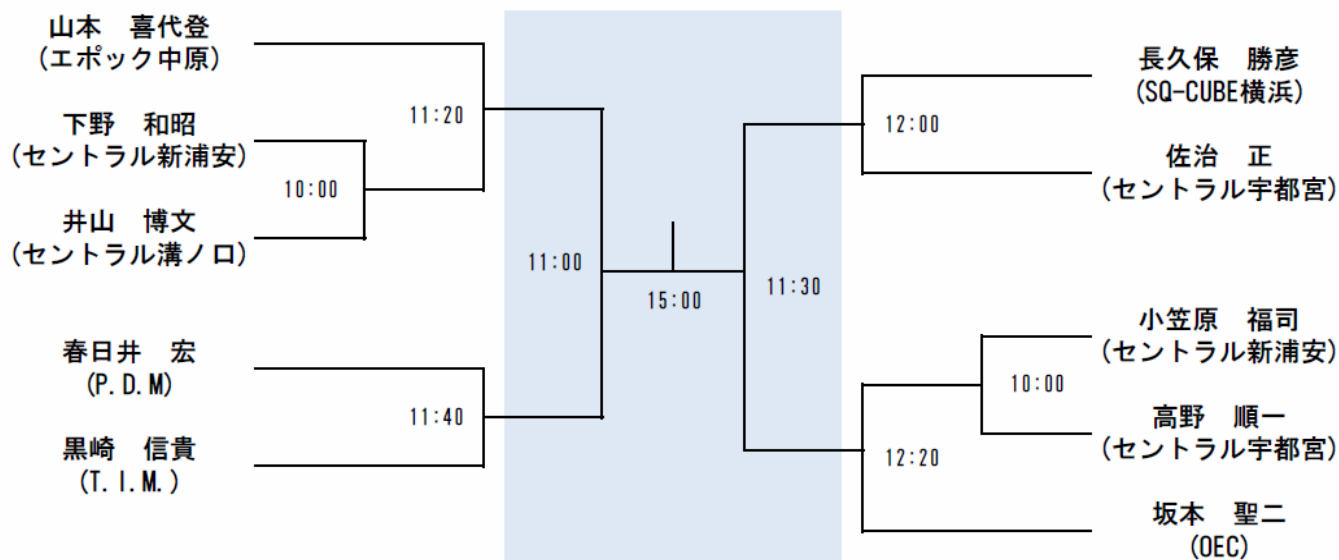 山本 喜代登
(エポック中原)
下野 和昭
(セントラル新浦安)
井山 博文
(セントラル溝ノ口)
春日井 宏
(P.D.M)
黒崎 信貴
(T.I.M.)
11:20
10:00
11:40
11:00
15:00
11:30
12:00
10:00
12:20
長久保 勝彦
(SQ-CUBE横浜)
佐治 正
(セントラル宇都宮)
小笠原 福司
(セントラル新浦安)
高野 順一
(セントラル宇都宮)
坂本 聖二
(OEC)